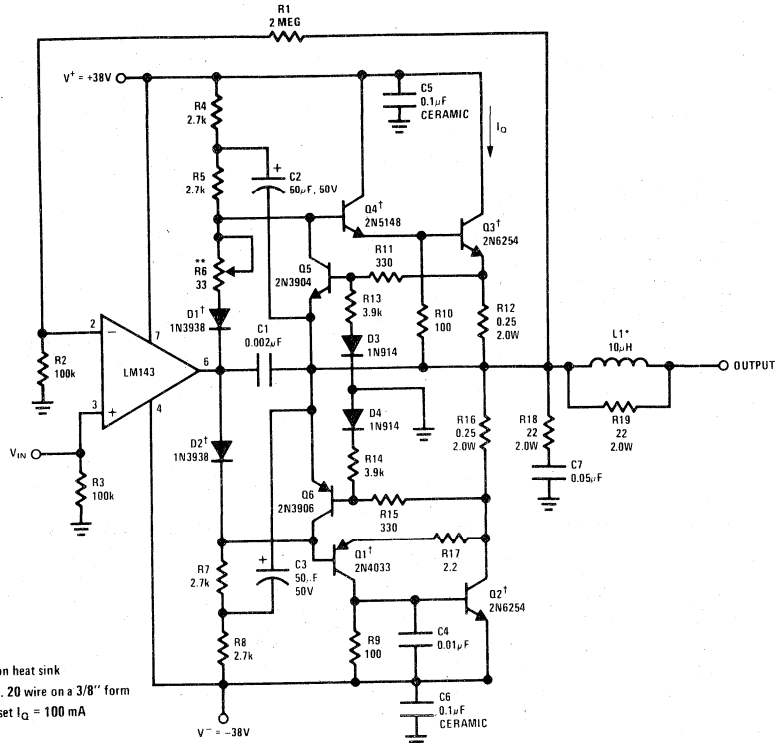 R1
2 MEG
V+ = +38V
R4
2.7k
C5
0.1μF
CERAMIC
IQ
R5
2.7k
+
C2
50μF, 50V
Q4†
2N5148
Q3†
2N6254
**
R6
33
Q5
2N3904
R11
330
R13
3.9k
R10
100
R12
0.25
2.0W
D1†
1N3938
C1
0.002μF
D3
1N914
L1*
10μH
2
−
7
6
LM143
3
+
4
R2
100k
OUTPUT
D4
1N914
R16
0.25
2.0W
R18
22
2.0W
R19
22
2.0W
D2†
1N3938
VIN
R3
100k
R14
3.9k
C7
0.05μF
Q6
2N3906
R15
330
R17
2.2
Q1†
2N4033
Q2†
2N6254
R7
2.7k
+
C3
50μF
50V
R8
2.7k
R9
100
C4
0.01μF
C6
0.1μF
CERAMIC
V− = −38V
on heat sink
. 20 wire on a 3/8'' form
set IQ = 100 mA